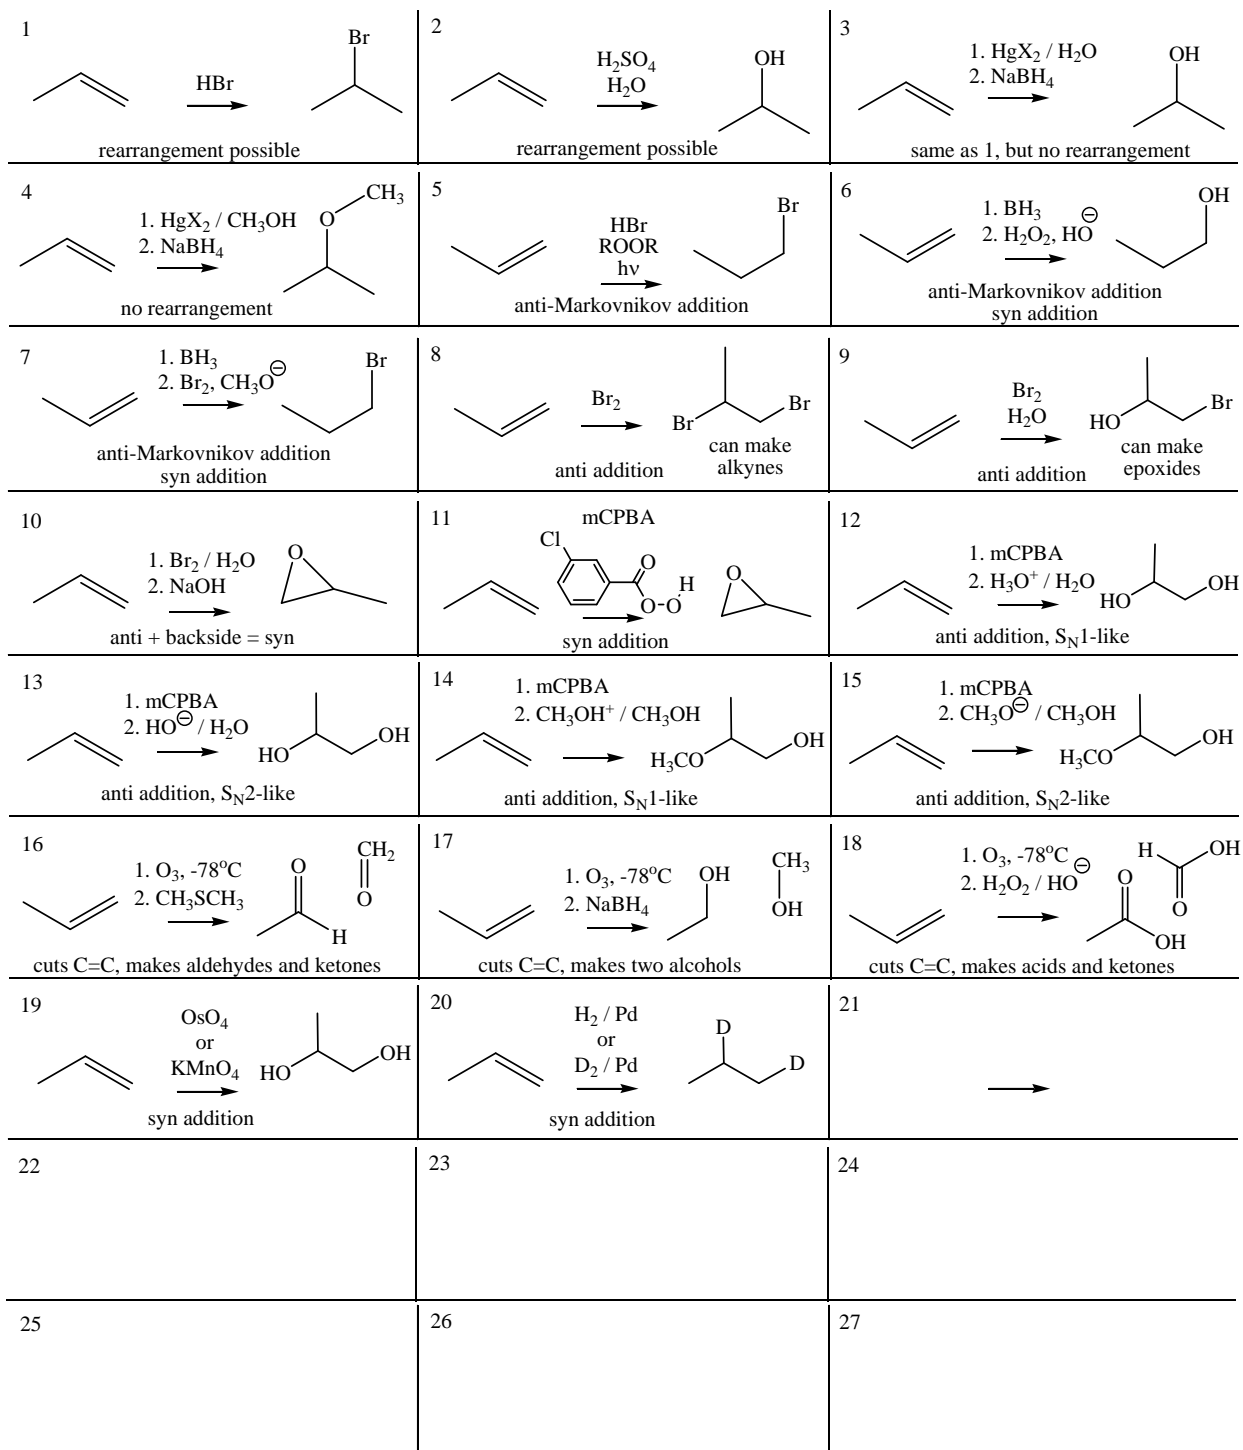 1
Br
HBr
rearrangement possible
2
H₂SO₄
H₂O
OH
rearrangement possible
3
1. HgX₂ / H₂O
2. NaBH₄
OH
same as 1, but no rearrangement
4
1. HgX₂ / CH₃OH
2. NaBH₄
CH₃
O
no rearrangement
5
HBr
ROOR
hν
Br
anti-Markovnikov addition
6
1. BH₃
2. H₂O₂, HO⊖
OH
anti-Markovnikov addition
syn addition
7
1. BH₃
2. Br₂, CH₃O⊖
Br
anti-Markovnikov addition
syn addition
8
Br₂
Br
Br
anti addition
can make
alkynes
9
Br₂
H₂O
HO
Br
anti addition
can make
epoxides
10
1. Br₂ / H₂O
2. NaOH
O
anti + backside = syn
11
mCPBA
Cl
O
O-O
H
O
syn addition
12
1. mCPBA
2. H₃O⁺ / H₂O
HO
OH
anti addition, S_N1-like
13
1. mCPBA
2. HO⊖ / H₂O
HO
OH
anti addition, S_N2-like
14
1. mCPBA
2. CH₃OH⁺ / CH₃OH
H₃CO
OH
anti addition, S_N1-like
15
1. mCPBA
2. CH₃O⊖ / CH₃OH
H₃CO
OH
anti addition, S_N2-like
16
1. O₃, -78°C
2. CH₃SCH₃
O
H
CH₂
O
cuts C=C, makes aldehydes and ketones
17
1. O₃, -78°C
2. NaBH₄
OH
CH₃
OH
cuts C=C, makes two alcohols
18
1. O₃, -78°C
2. H₂O₂ / HO⊖
O
OH
H
OH
O
cuts C=C, makes acids and ketones
19
OsO₄
or
KMnO₄
HO
OH
syn addition
20
H₂ / Pd
or
D₂ / Pd
D
D
syn addition
21
22
23
24
25
26
27